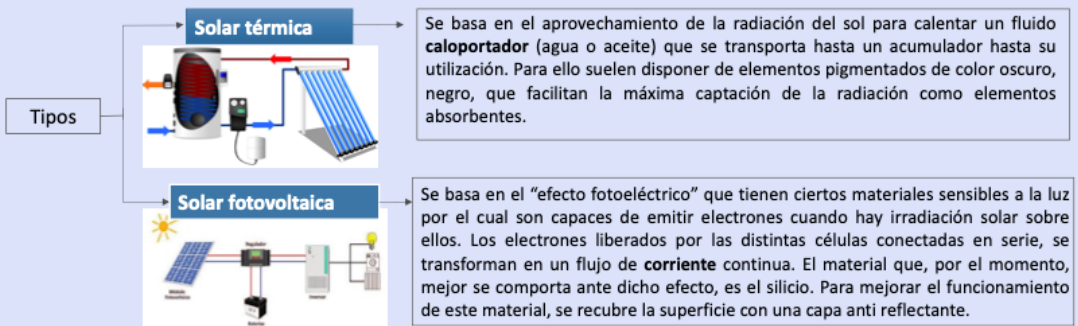 Tipos
Solar térmica
Se basa en el aprovechamiento de la radiación del sol para calentar un fluido
caloportador (agua o aceite) que se transporta hasta un acumulador hasta su
utilización. Para ello suelen disponer de elementos pigmentados de color oscuro,
negro, que facilitan la máxima captación de la radiación como elementos
absorbentes.
Solar fotovoltaica
Se basa en el “efecto fotoeléctrico” que tienen ciertos materiales sensibles a la luz
por el cual son capaces de emitir electrones cuando hay irradiación solar sobre
ellos. Los electrones liberados por las distintas células conectadas en serie, se
transforman en un flujo de corriente continua. El material que, por el momento,
mejor se comporta ante dicho efecto, es el silicio. Para mejorar el funcionamiento
de este material, se recubre la superficie con una capa anti reflectante.
Regulador